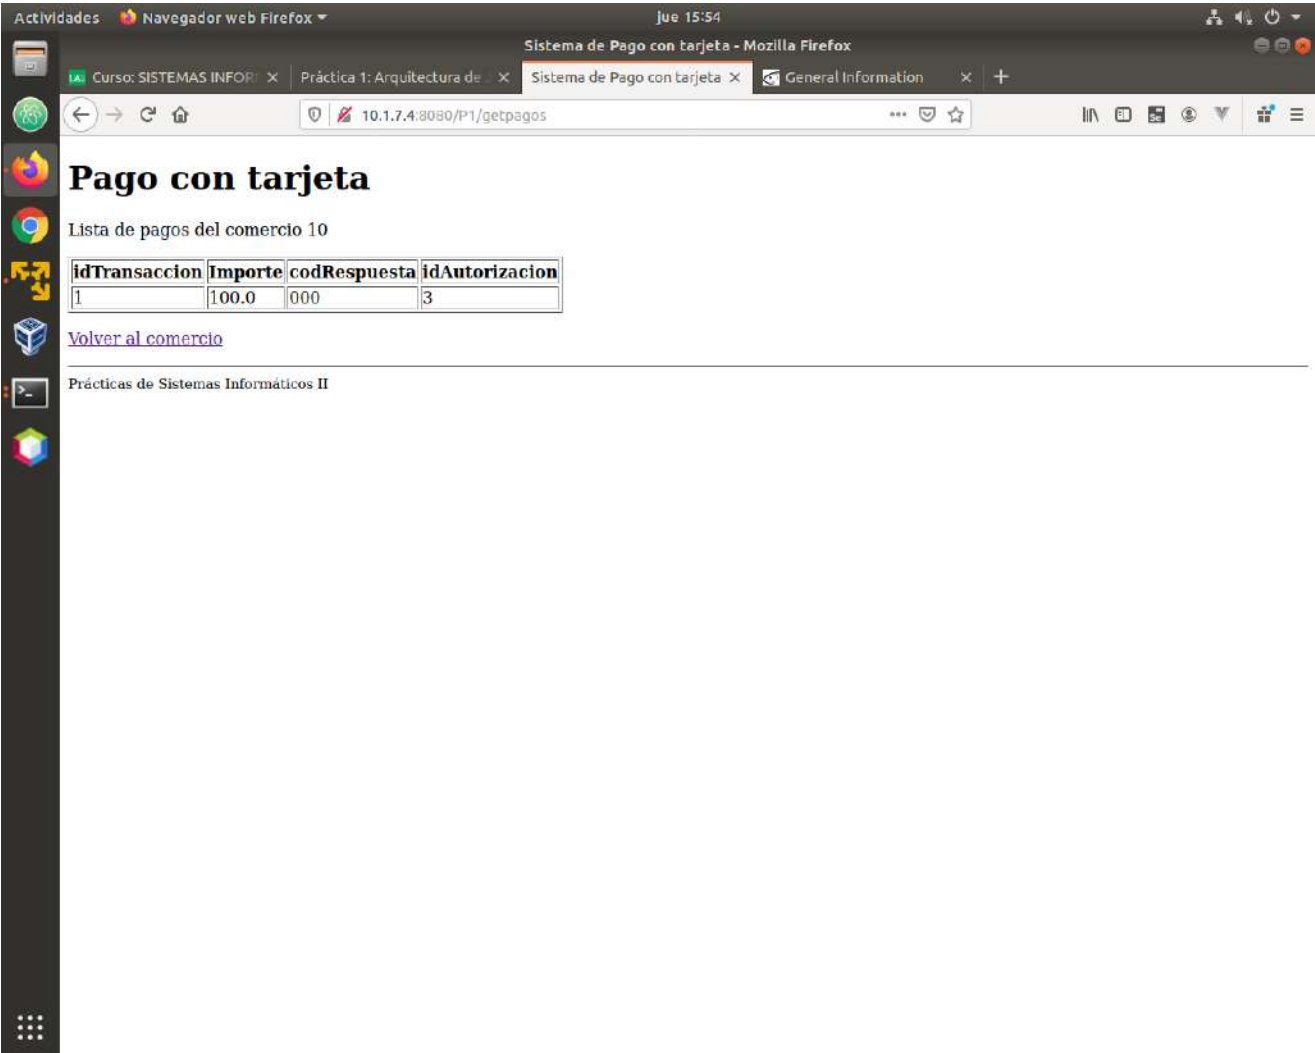 Actividades Navegador web Firefox jue 15:54
Sistema de Pago con tarjeta - Mozilla Firefox
Curso: SISTEMAS INFOR Práctica 1: Arquitectura de Sistema de Pago con tarjeta General Information
10.1.7.4:8080/P1/getpagos
Pago con tarjeta
Lista de pagos del comercio 10
idTransaccion Importe codRespuesta idAutorizacion
1 100.0 000 3
Volver al comercio
Prácticas de Sistemas Informáticos II